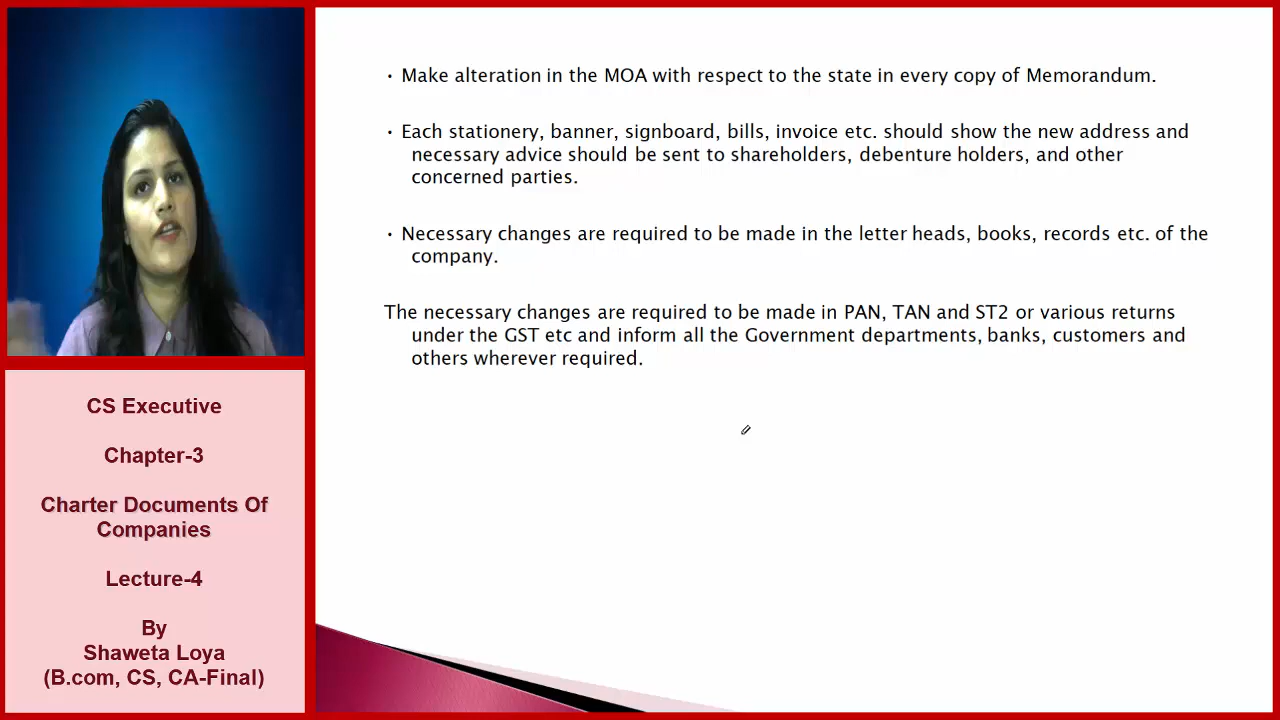 • Make alteration in the MOA with respect to the state in every copy of Memorandum.
• Each stationery, banner, signboard, bills, invoice etc. should show the new address and
necessary advice should be sent to shareholders, debenture holders, and other
concerned parties.
• Necessary changes are required to be made in the letter heads, books, records etc. of the
company.
The necessary changes are required to be made in PAN, TAN and ST2 or various returns
under the GST etc and inform all the Government departments, banks, customers and
others wherever required.
CS Executive
Chapter-3
Charter Documents Of
Companies
Lecture-4
By
Shaweta Loya
(B.com, CS, CA-Final)